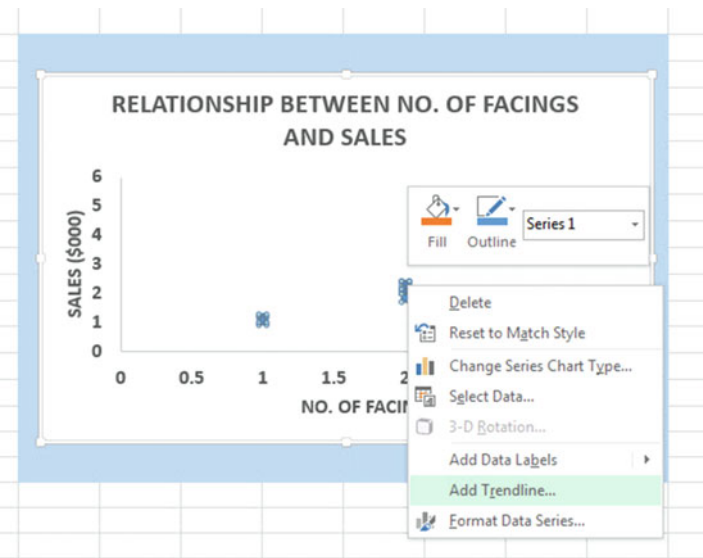 RELATIONSHIP BETWEEN NO. OF FACINGS
AND SALES
SALES ($000)
6
5
4
3
2
1
0
0 0.5 1 1.5 2
NO. OF FACI
Fill Outline Series 1
Delete
Reset to Match Style
Change Series Chart Type...
Select Data...
3-D Rotation...
Add Data Labels
Add Trendline...
Format Data Series...